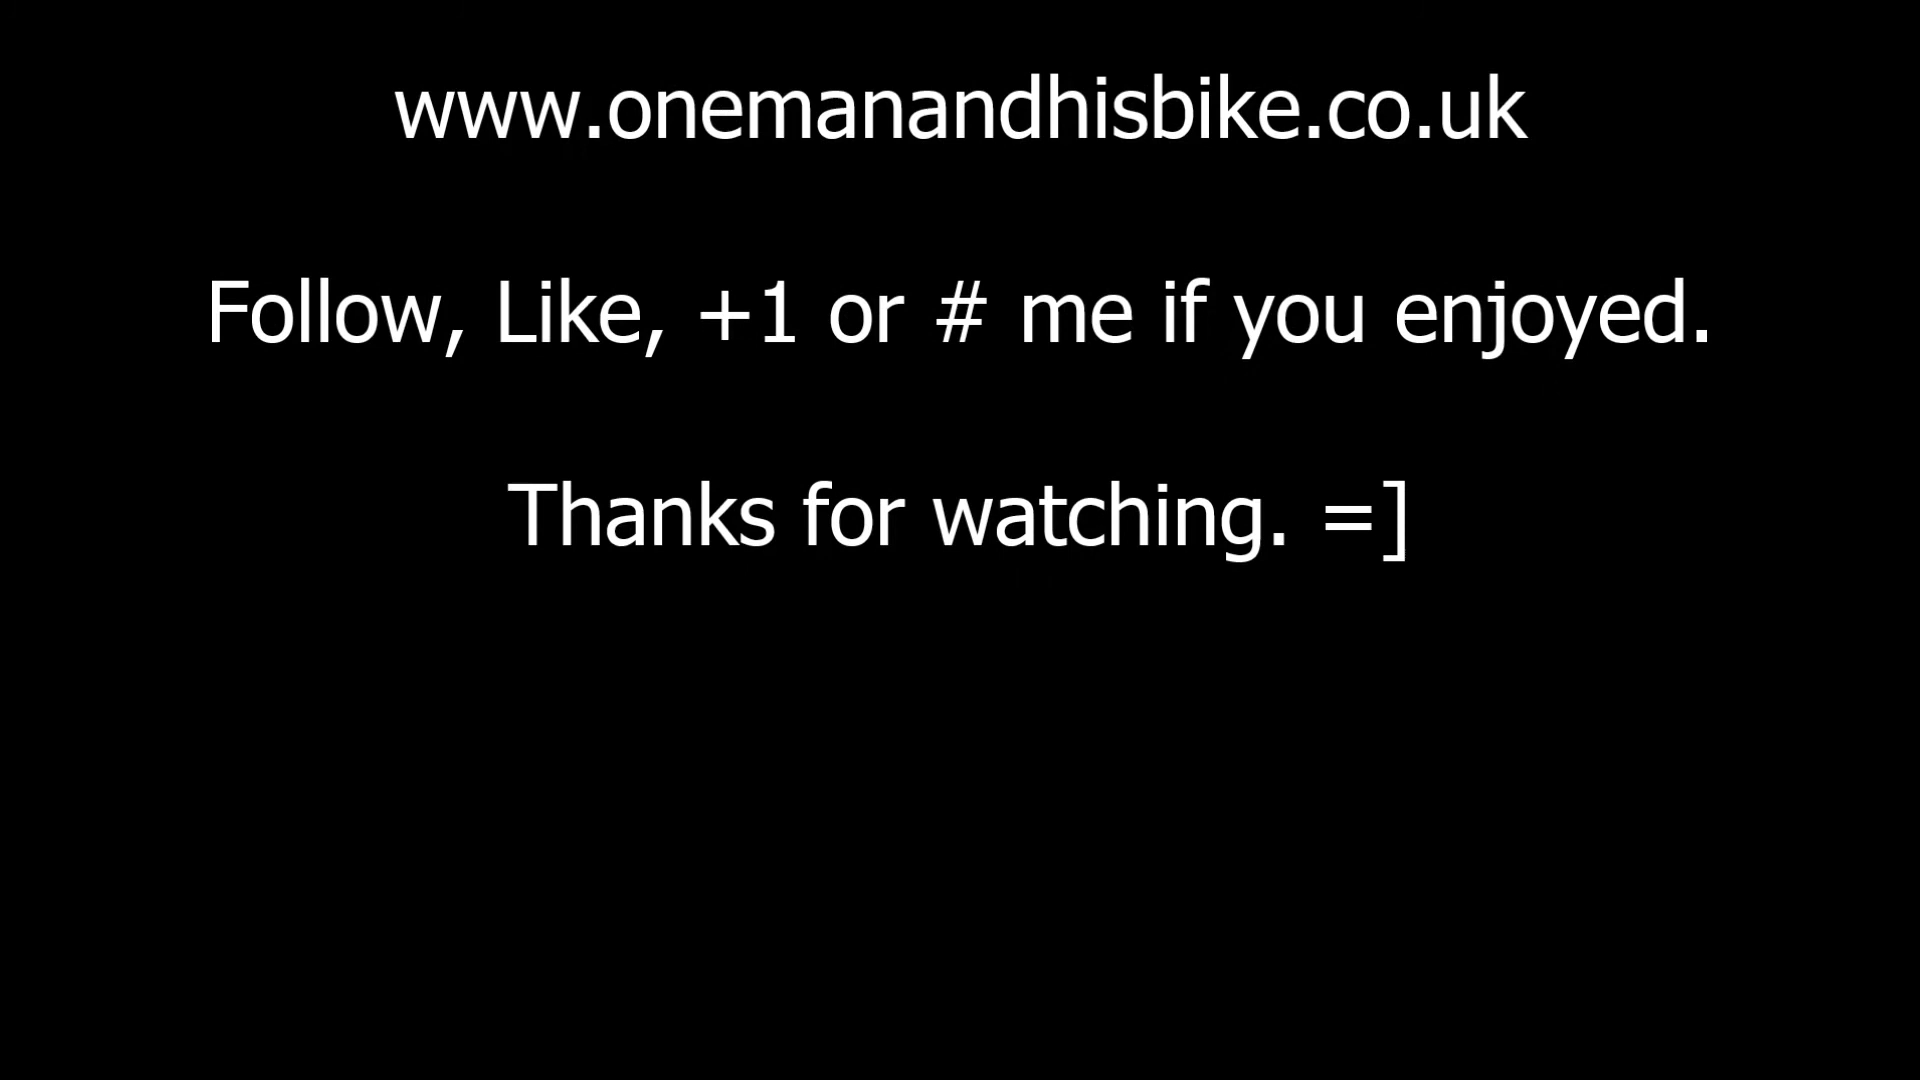 www.onemanandhisbike.co.uk
Follow, Like, +1 or # me if you enjoyed.
Thanks for watching. =]